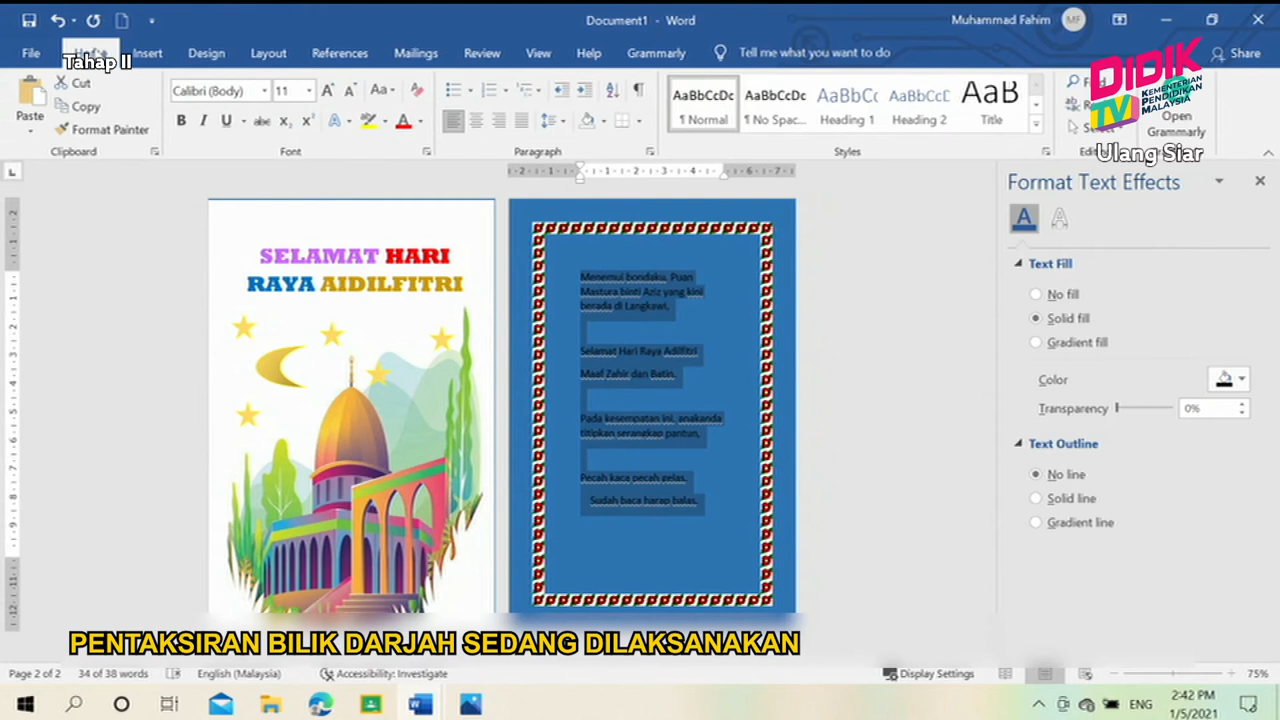 Document1 - Word
Muhammad Fahim
MF
File
Home
Insert
Design
Layout
References
Mailings
Review
View
Help
Grammarly
Tell me what you want to do
Share
Tahap II
Paste
Cut
Copy
Format Painter
Clipboard
Calibri (Body)
11
Font
Paragraph
AaBbCcDc
¶ Normal
AaBbCcDc
¶ No Spac...
AaBbCc
Heading 1
AaBbCcD
Heading 2
AaB
Title
Styles
Open
Grammarly
DIDIK
TV
KEMENTERIAN
PENDIDIKAN
MALAYSIA
Ulang Siar
SELAMAT HARI
RAYA AIDILFITRI
Menemui bondaku, Puan
Mastura binti Aziz yang kini
berada di Langkawi,
Selamat Hari Raya Adilfitri
Maaf Zahir dan Batin.
Pada kesempatan ini, anakanda
titipkan serangkap pantun,
Pecah kaca pecah gelas,
Sudah baca harap balas.
Format Text Effects
Text Fill
No fill
Solid fill
Gradient fill
Color
Transparency
0%
Text Outline
No line
Solid line
Gradient line
PENTAKSIRAN BILIK DARJAH SEDANG DILAKSANAKAN
Page 2 of 2
34 of 38 words
English (Malaysia)
Accessibility: Investigate
Display Settings
75%
ENG
2:42 PM
1/5/2021